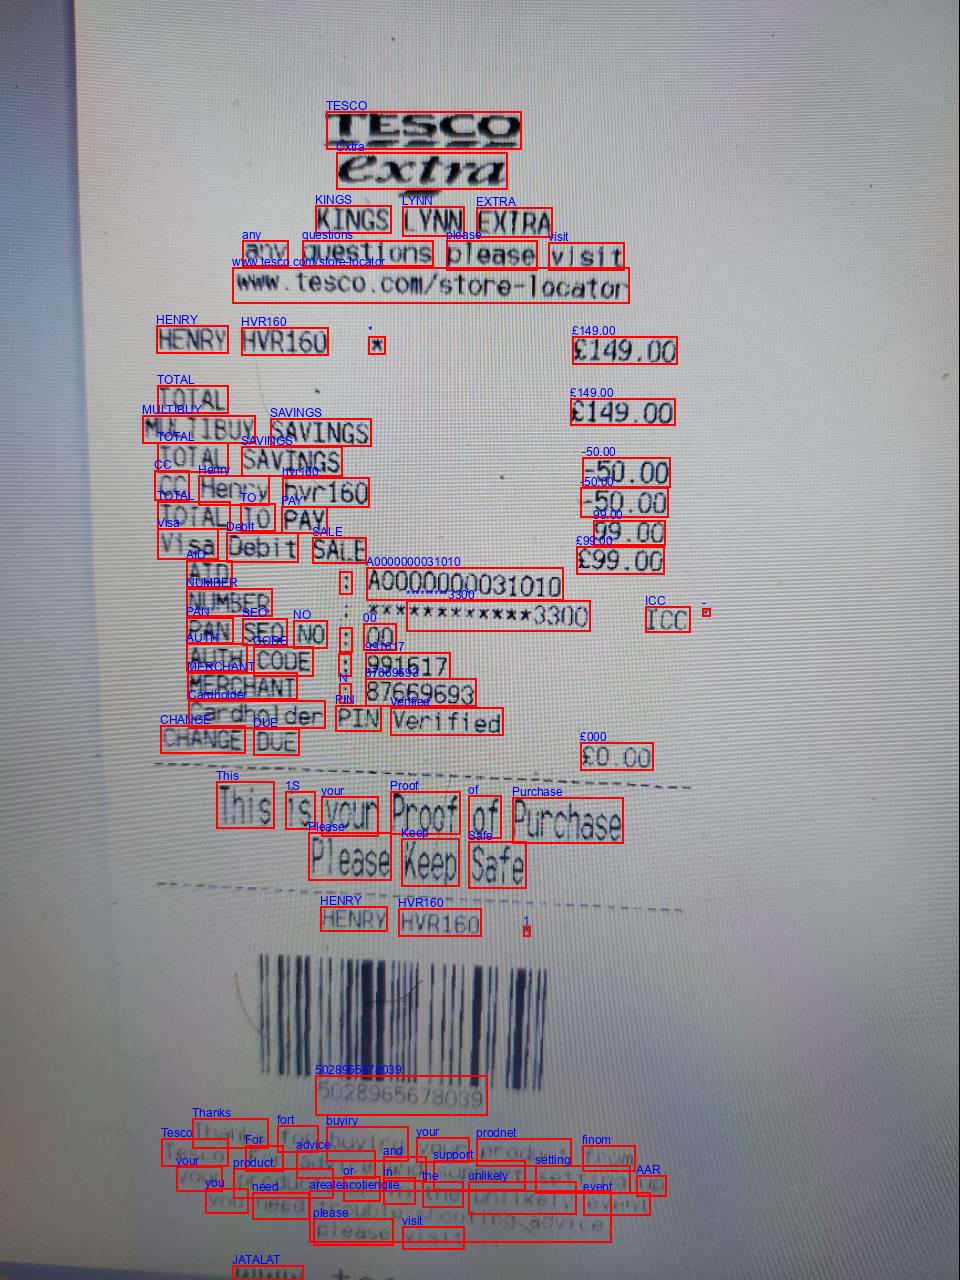 TESCO
extra
KINGS LYNN EXTRA
any questions please visit
www.tesco.com/store-locator
HENRY HVR160 * £149.00
TOTAL £149.00
MULTIBUY SAVINGS
TOTAL SAVINGS -50.00
CC Henry hvr160 -50.00
TOTAL TO PAY 99.00
Visa Debit SALE £99.00
AID : A0000000031010
NUMBER : ************3300 ICC
PAN SEQ NO : 00
AUTH CODE : 991617
MERCHANT : 87669693
Cardholder PIN Verified
CHANGE DUE £0.00
This is your Proof of Purchase
Please Keep Safe
HENRY HVR160
5028965678039
Thanks for buying your product from
Tesco. For advice and support setting up
your product or in the unlikely event
you need troubleshooting advice
please visit